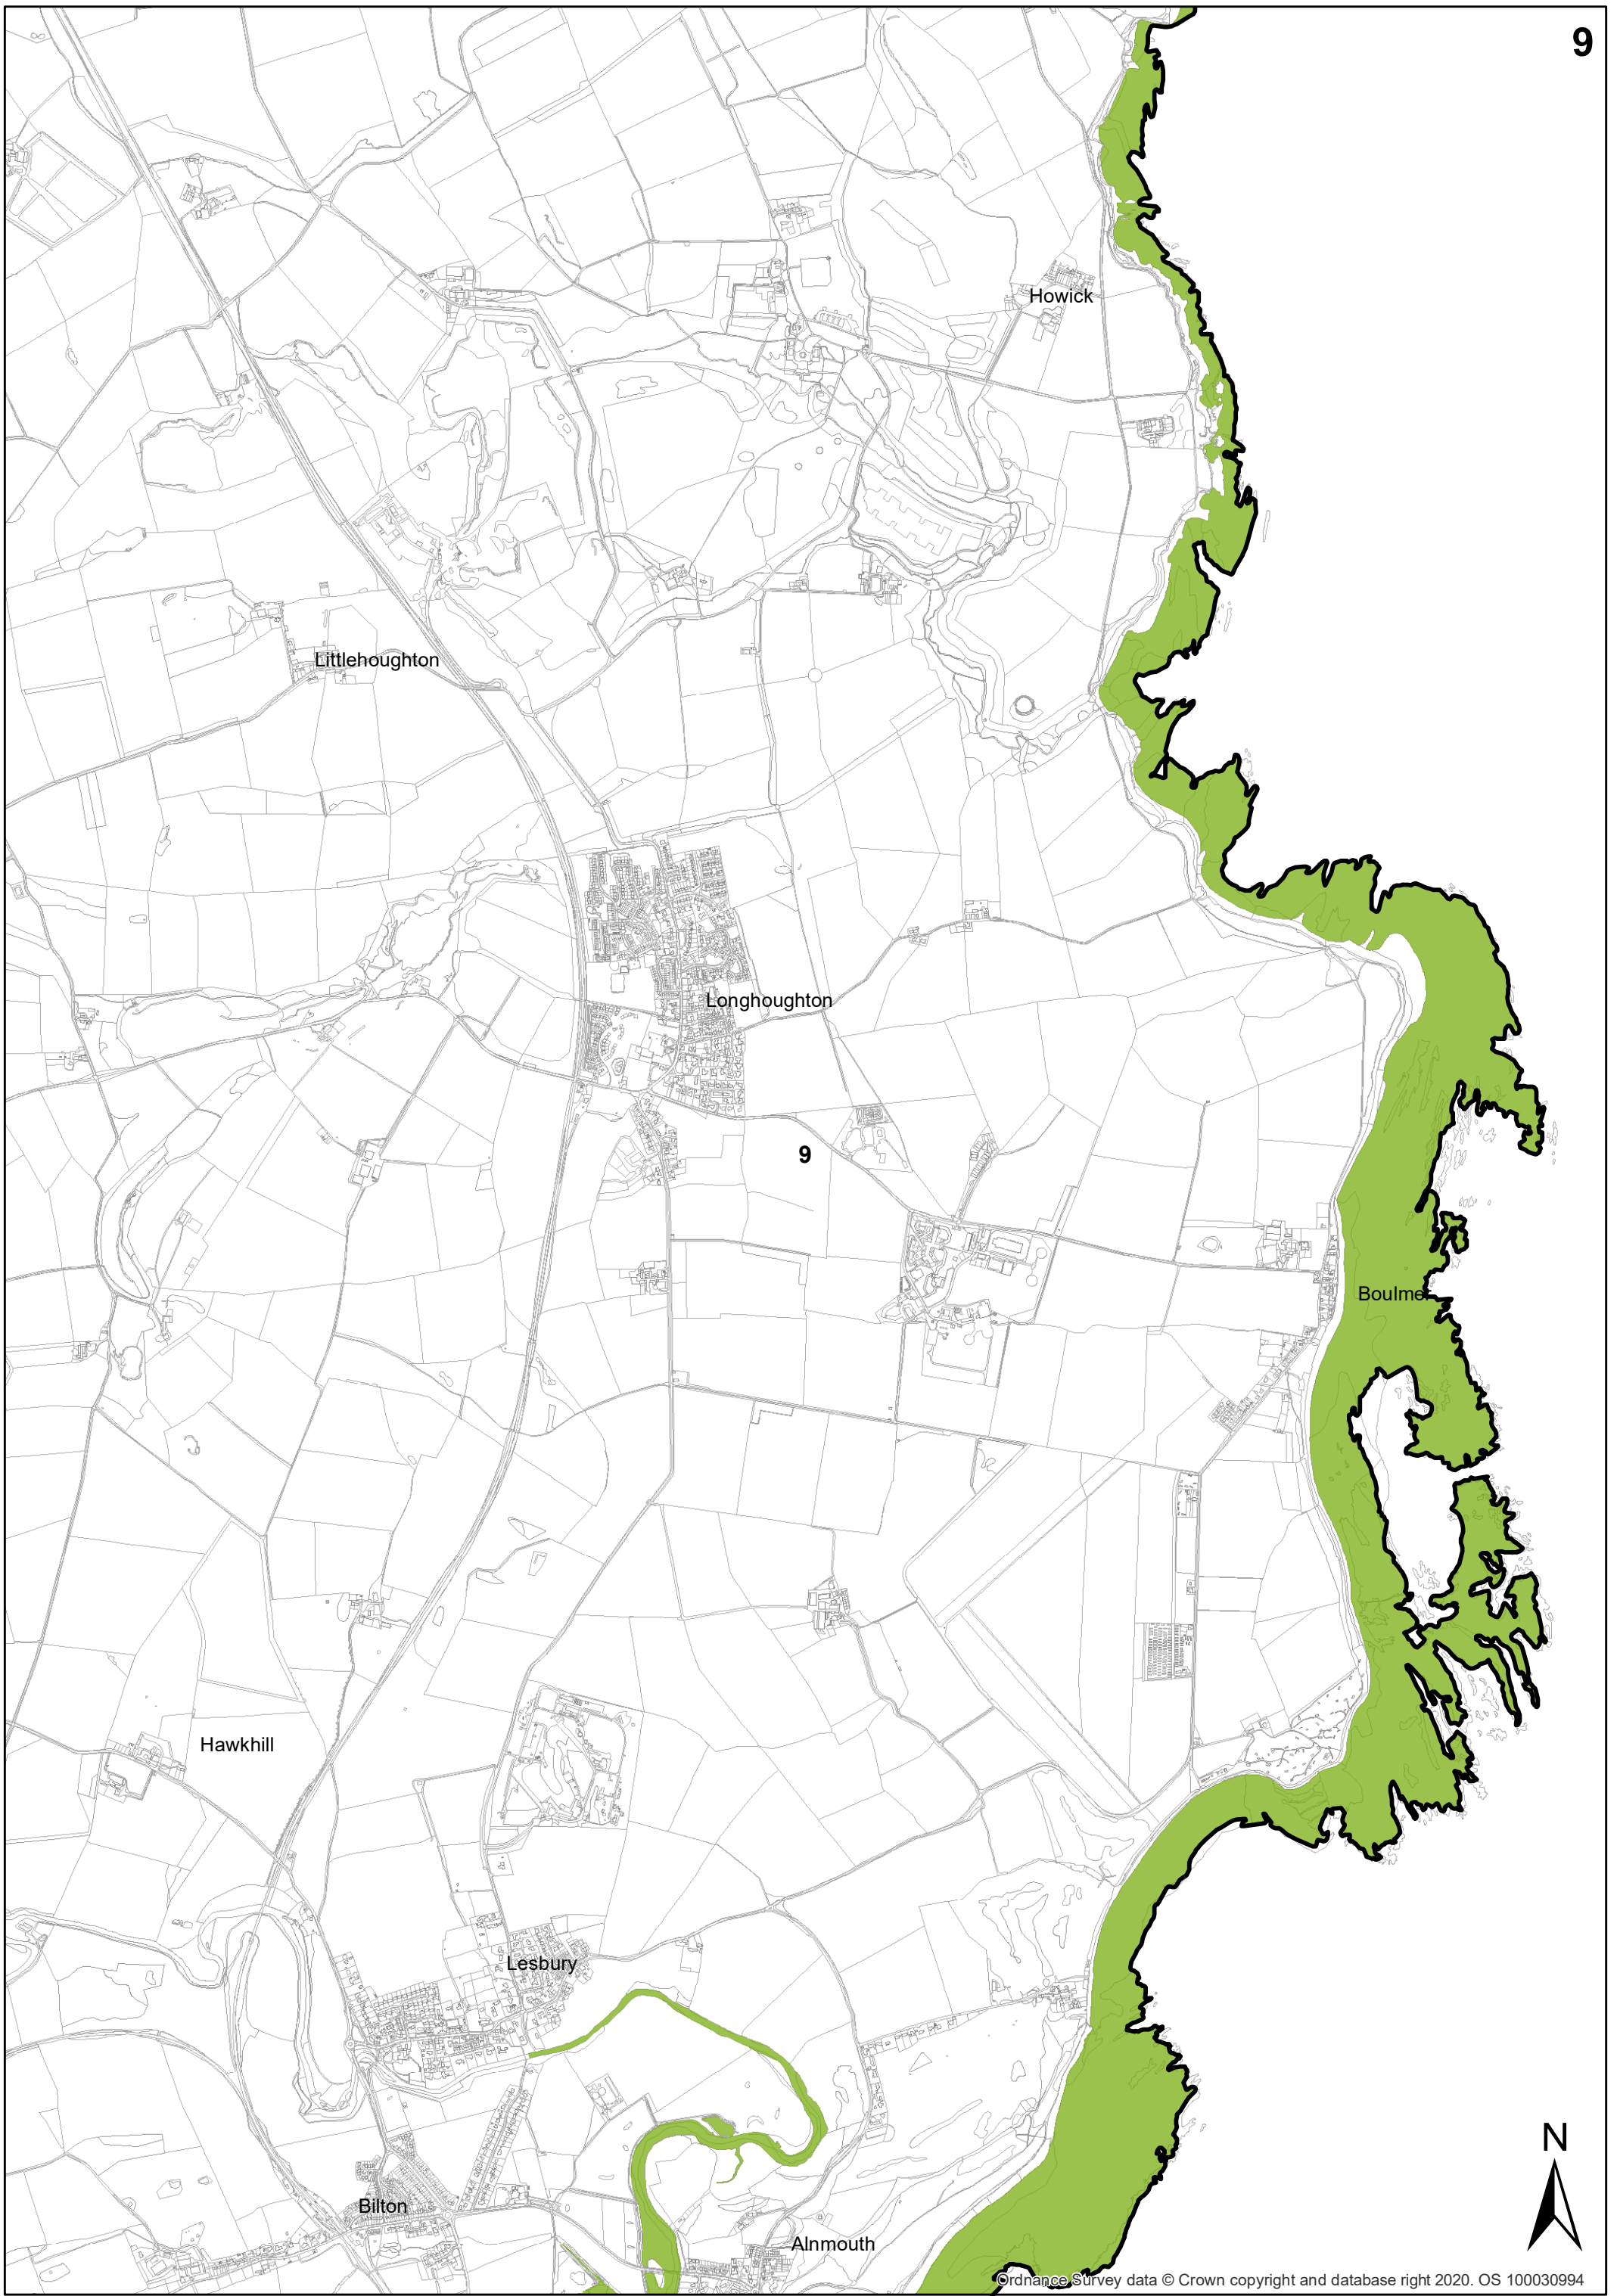 9
Howick
Littlehoughton
Longhoughton
9
Boulmer
Hawkhill
Lesbury
N
Bilton
Alnmouth
Ordnance Survey data © Crown copyright and database right 2020. OS 100030994